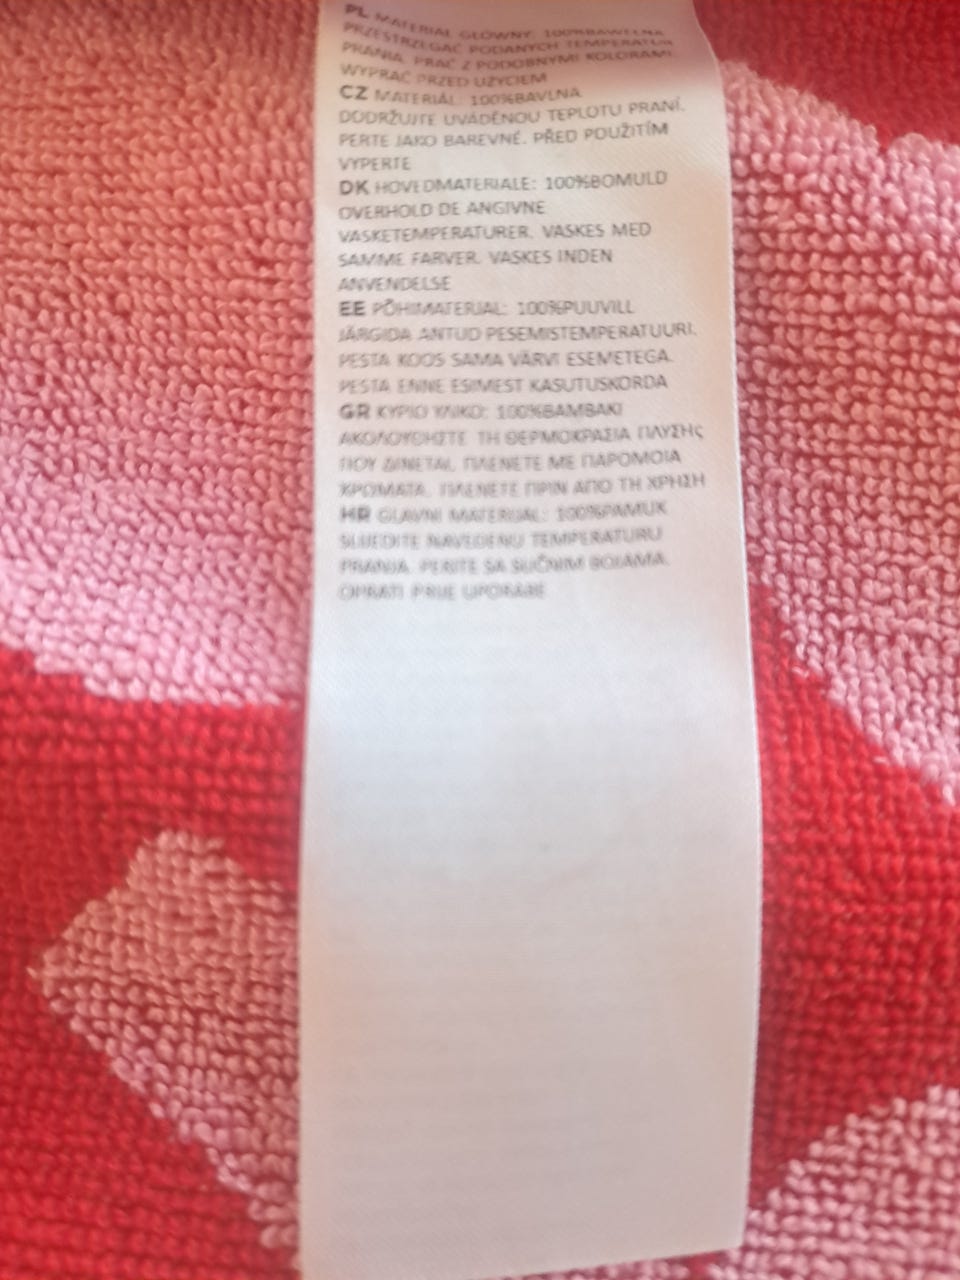 PL MATERIAŁ GŁÓWNY: 100%BAWEŁNA
PRZESTRZEGAĆ PODANYCH TEMPERATUR
PRANIA. PRAĆ Z PODOBNYMI KOLORAMI.
WYPRAĆ PRZED UŻYCIEM
CZ MATERIÁL: 100%BAVLNA.
DODRŽUJTE UVÁDĚNOU TEPLOTU PRANÍ.
PERTE JAKO BAREVNÉ. PŘED POUŽITÍM
VYPERTE
DK HOVEDMATERIALE: 100%BOMULD
OVERHOLD DE ANGIVNE
VASKETEMPERATURER. VASKES MED
SAMME FARVER. VASKES INDEN
ANVENDELSE
EE PÕHIMATERJAL: 100%PUUVILL
JÄRGIDA ANTUD PESEMISTEMPERATUURI.
PESTA KOOS SAMA VÄRVI ESEMETEGA.
PESTA ENNE ESIMEST KASUTUSKORDA
GR ΚΥΡΙΟ ΥΛΙΚΟ: 100%ΒΑΜΒΑΚΙ
ΑΚΟΛΟΥΘΗΣΤΕ ΤΗ ΘΕΡΜΟΚΡΑΣΙΑ ΠΛΥΣΗΣ
ΠΟΥ ΔΙΝΕΤΑΙ. ΠΛΕΝΕΤΕ ΜΕ ΠΑΡΟΜΟΙΑ
ΧΡΩΜΑΤΑ. ΠΛΕΝΕΤΕ ΠΡΙΝ ΑΠΟ ΤΗ ΧΡΗΣΗ
HR GLAVNI MATERIJAL: 100%PAMUK
SLIJEDITE NAVEDENU TEMPERATURU
PRANJA. PERITE SA SLIČNIM BOJAMA.
OPRATI PRIJE UPORABE